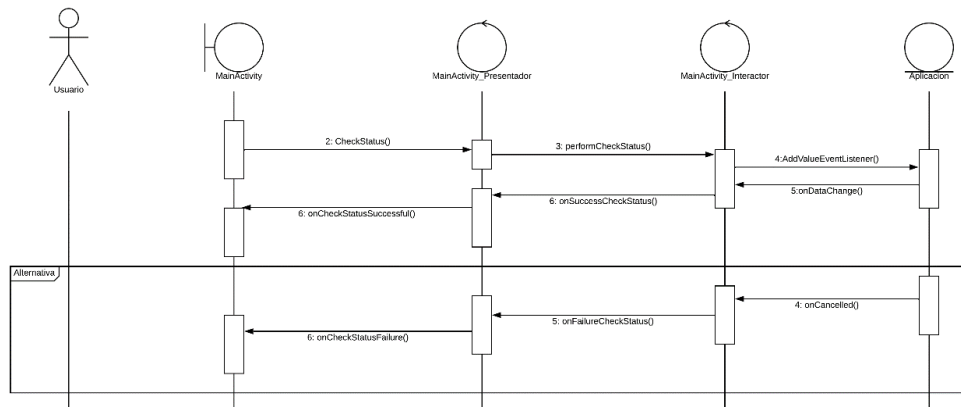 Usuario
MainActivity
MainActivity_Presentador
MainActivity_Interactor
Aplicacion
2: CheckStatus()
3: performCheckStatus()
4:AddValueEventListener()
5:onDataChange()
6: onSuccessCheckStatus()
6: onCheckStatusSuccessful()
Alternativa
4: onCancelled()
5: onFailureCheckStatus()
6: onCheckStatusFailure()